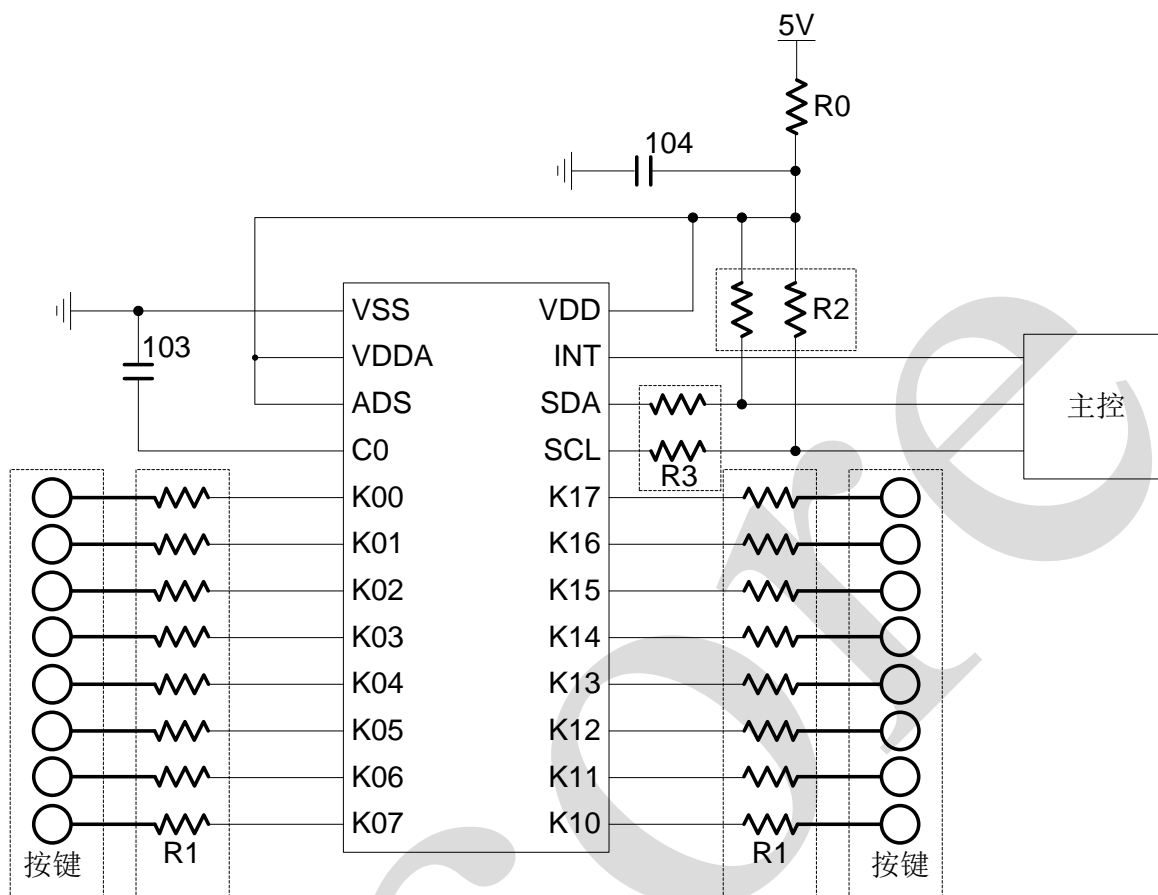 5V
R0
104
VSS
VDD
R2
103
VDDA
INT
ADS
SDA
主控
C0
SCL
R3
K00
K17
K01
K16
K02
K15
K03
K14
K04
K13
K05
K12
K06
K11
K07
K10
R1
R1
按键
按键
ore